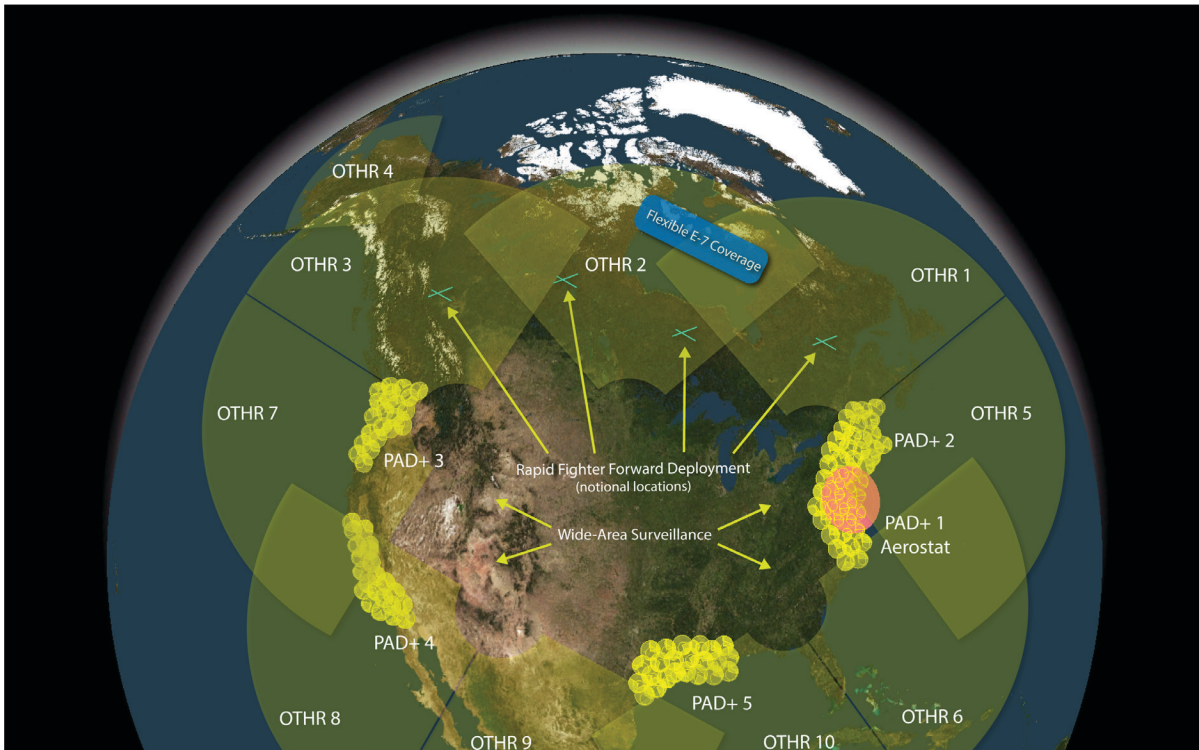 OTHR 4
Flexible E-7 Coverage
OTHR 3
OTHR 2
OTHR 1
OTHR 7
OTHR 5
PAD+ 2
PAD+ 3
Rapid Fighter Forward Deployment
(notional locations)
PAD+ 1
Aerostat
Wide-Area Surveillance
PAD+ 4
PAD+ 5
OTHR 8
OTHR 6
OTHR 9
OTHR 10